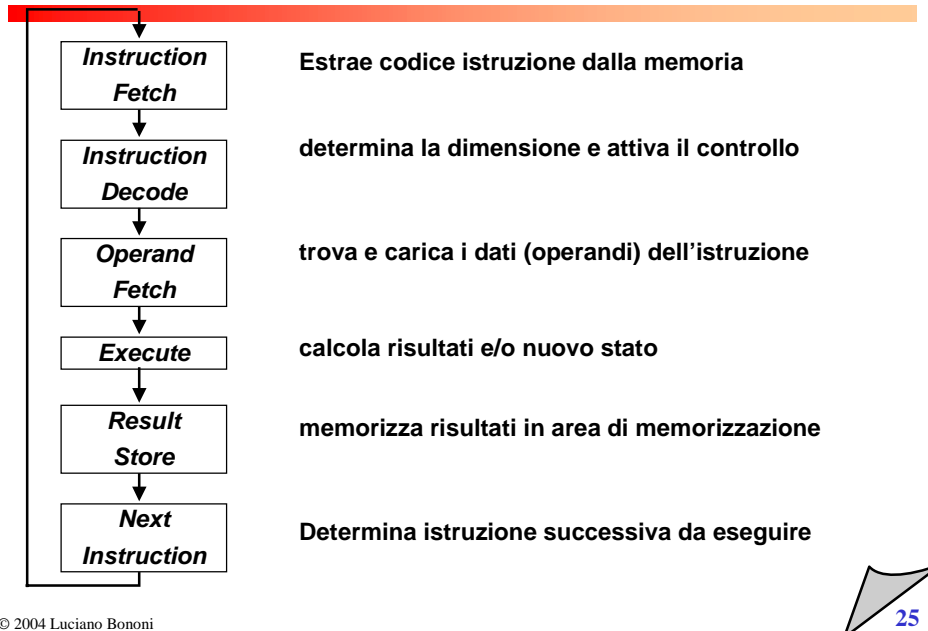 Instruction
Fetch
Estrae codice istruzione dalla memoria
Instruction
Decode
determina la dimensione e attiva il controllo
Operand
Fetch
trova e carica i dati (operandi) dell'istruzione
Execute
calcola risultati e/o nuovo stato
Result
Store
memorizza risultati in area di memorizzazione
Next
Instruction
Determina istruzione successiva da eseguire
© 2004 Luciano Bononi
25